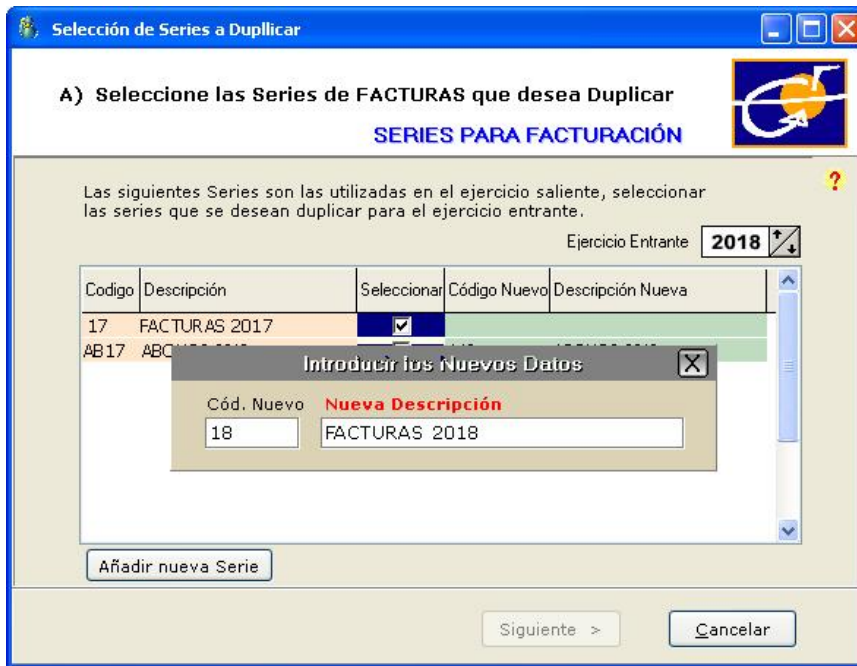 Selección de Series a Dupllicar
A) Seleccione las Series de FACTURAS que desea Duplicar
SERIES PARA FACTURACIÓN
?
Las siguientes Series son las utilizadas en el ejercicio saliente, seleccionar
las series que se desean duplicar para el ejercicio entrante.
Ejercicio Entrante 2018
Codigo Descripción Seleccionar Código Nuevo Descripción Nueva
17 FACTURAS 2017
AB17
Introducir los Nuevos Datos X
Cód. Nuevo Nueva Descripción
18 FACTURAS 2018
Añadir nueva Serie
Siguiente > Cancelar